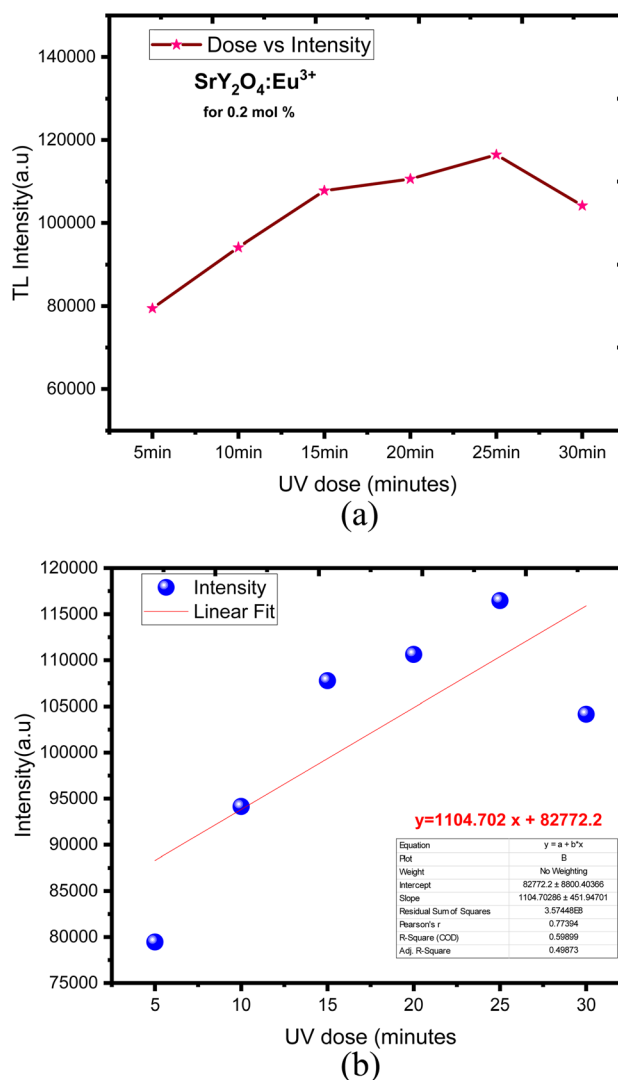 Dose vs Intensity
SrY₂O₄:Eu³⁺
for 0.2 mol %
140000
120000
100000
80000
60000
TL Intensity(a.u)
5min 10min 15min 20min 25min 30min
UV dose (minutes)
(a)
Intensity
Linear Fit
120000
115000
110000
105000
100000
95000
90000
85000
80000
75000
Intensity(a.u)
y=1104.702 x + 82772.2
Equation y = a + b*x
Plot B
Weight No Weighting
Intercept 82772.2 ± 8800.40366
Slope 1104.70286 ± 451.94701
Residual Sum of Squares 3.57448E8
Pearson's r 0.77394
R-Square (COD) 0.59899
Adj. R-Square 0.49873
5 10 15 20 25 30
UV dose (minutes
(b)